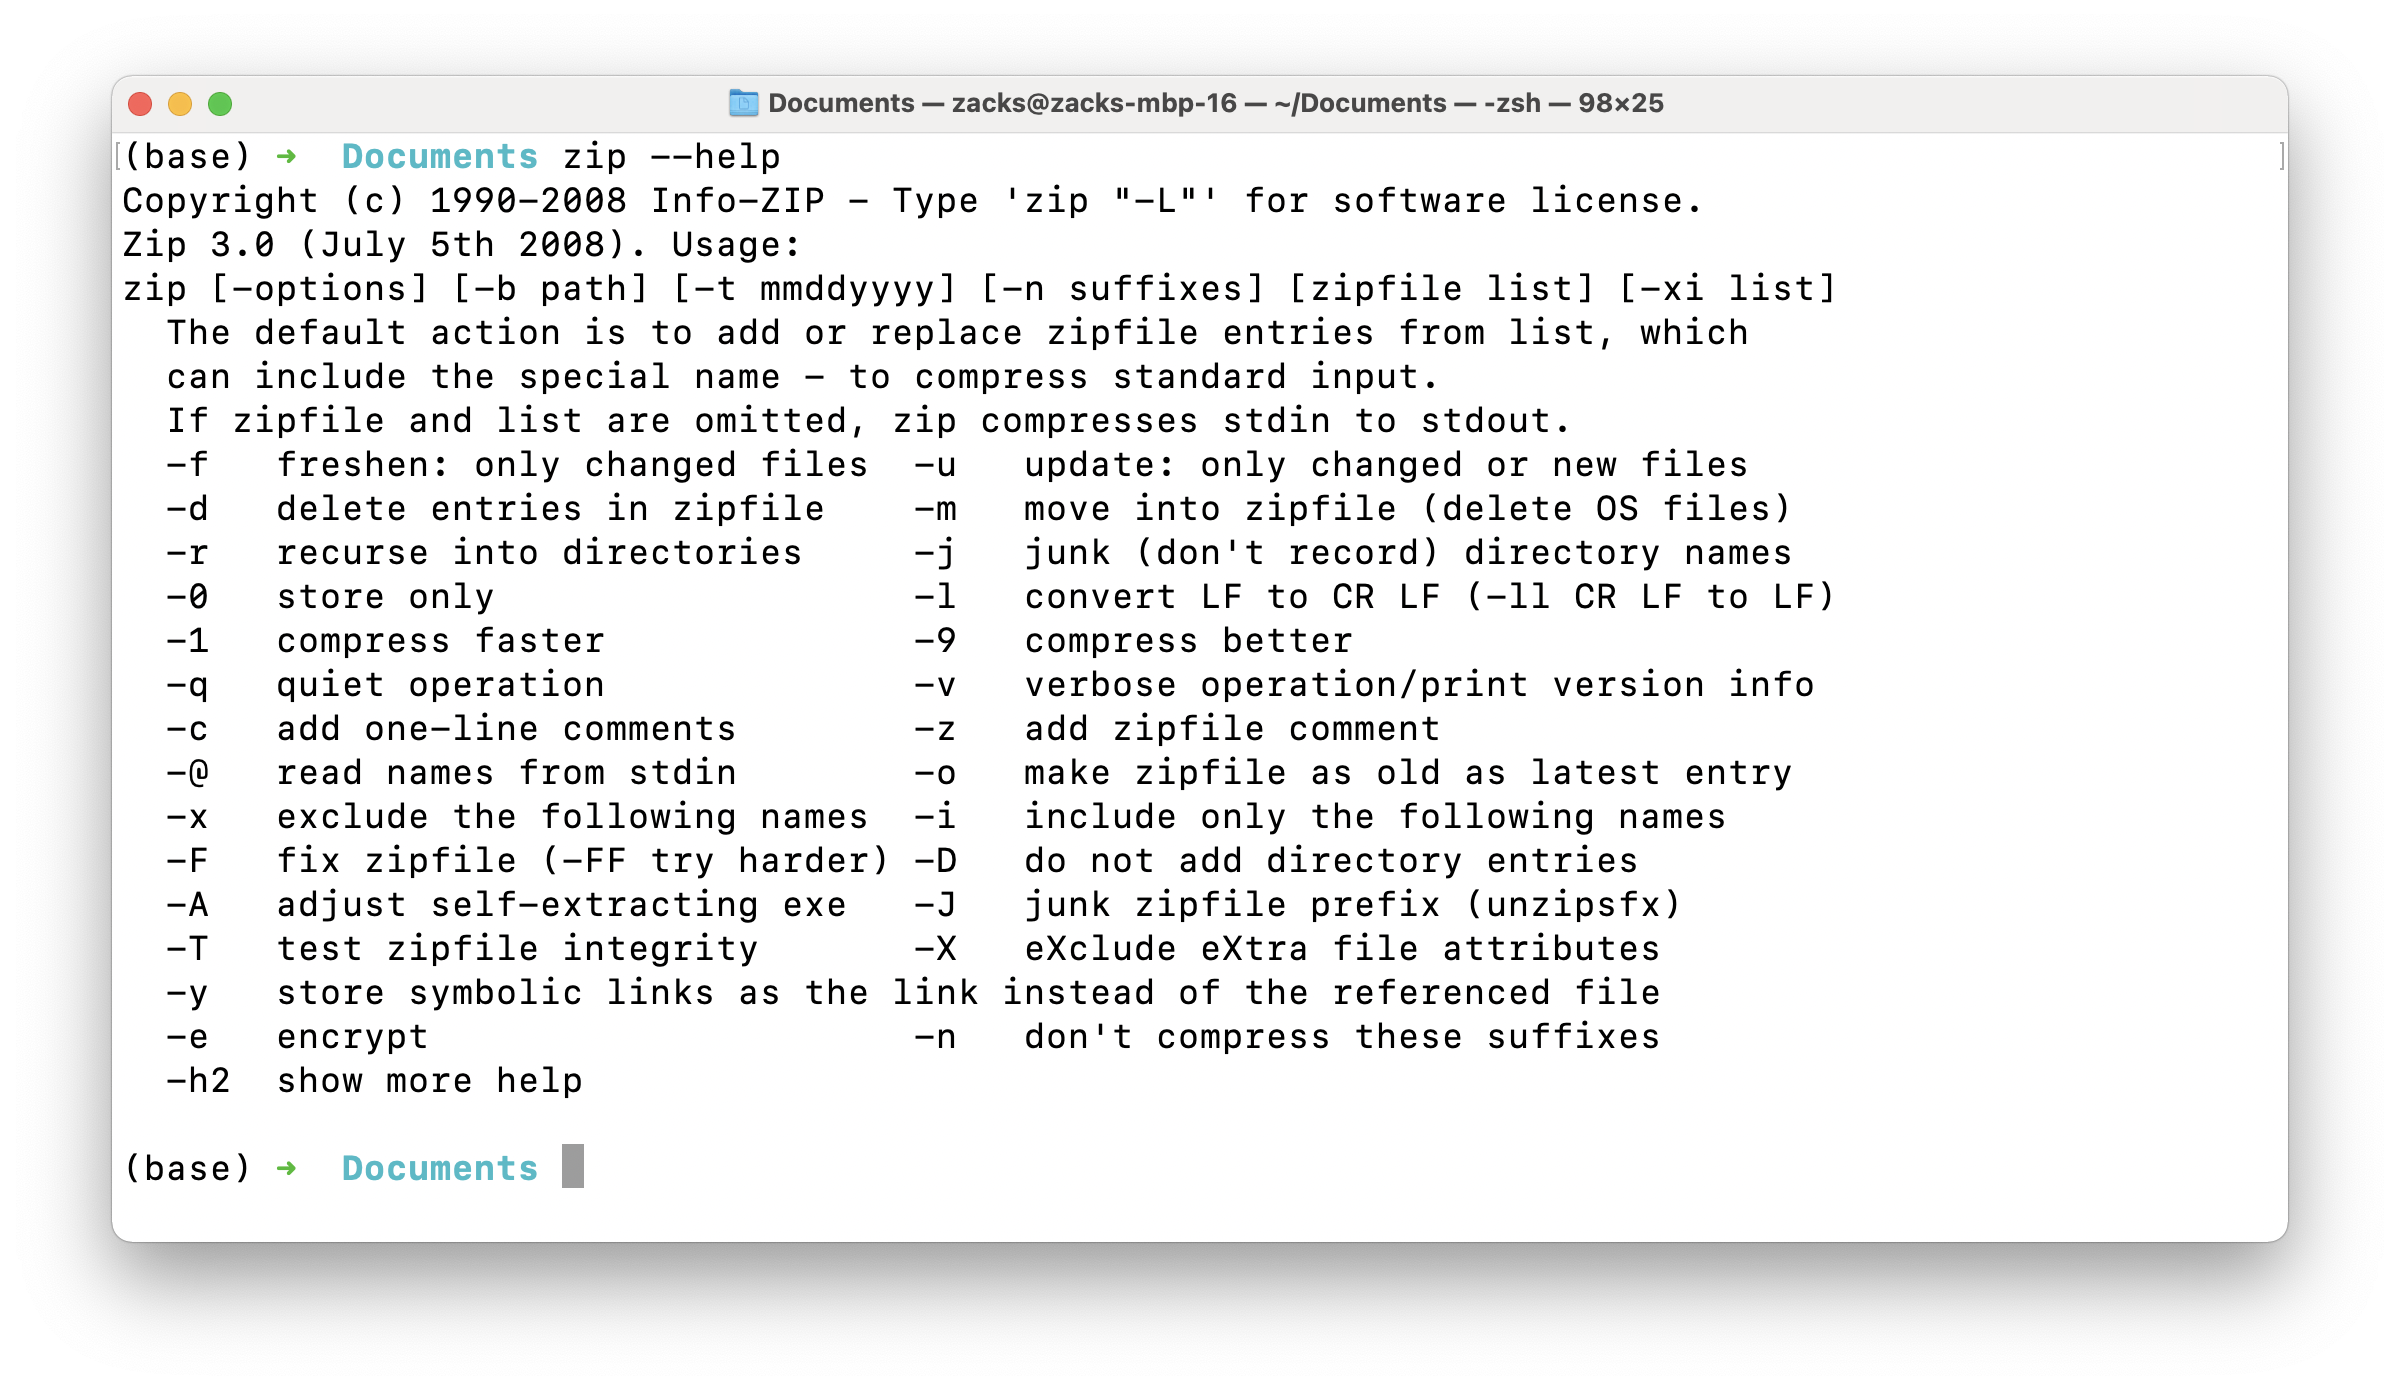 Documents — zacks@zacks-mbp-16 — ~/Documents — -zsh — 98×25
(base) ➜  Documents zip --help
Copyright (c) 1990-2008 Info-ZIP - Type 'zip "-L"' for software license.
Zip 3.0 (July 5th 2008). Usage:
zip [-options] [-b path] [-t mmddyyyy] [-n suffixes] [zipfile list] [-xi list]
  The default action is to add or replace zipfile entries from list, which
  can include the special name - to compress standard input.
  If zipfile and list are omitted, zip compresses stdin to stdout.
  -f   freshen: only changed files  -u   update: only changed or new files
  -d   delete entries in zipfile    -m   move into zipfile (delete OS files)
  -r   recurse into directories     -j   junk (don't record) directory names
  -0   store only                   -l   convert LF to CR LF (-ll CR LF to LF)
  -1   compress faster              -9   compress better
  -q   quiet operation              -v   verbose operation/print version info
  -c   add one-line comments        -z   add zipfile comment
  -@   read names from stdin        -o   make zipfile as old as latest entry
  -x   exclude the following names  -i   include only the following names
  -F   fix zipfile (-FF try harder) -D   do not add directory entries
  -A   adjust self-extracting exe   -J   junk zipfile prefix (unzipsfx)
  -T   test zipfile integrity       -X   eXclude eXtra file attributes
  -y   store symbolic links as the link instead of the referenced file
  -e   encrypt                      -n   don't compress these suffixes
  -h2  show more help
(base) ➜  Documents